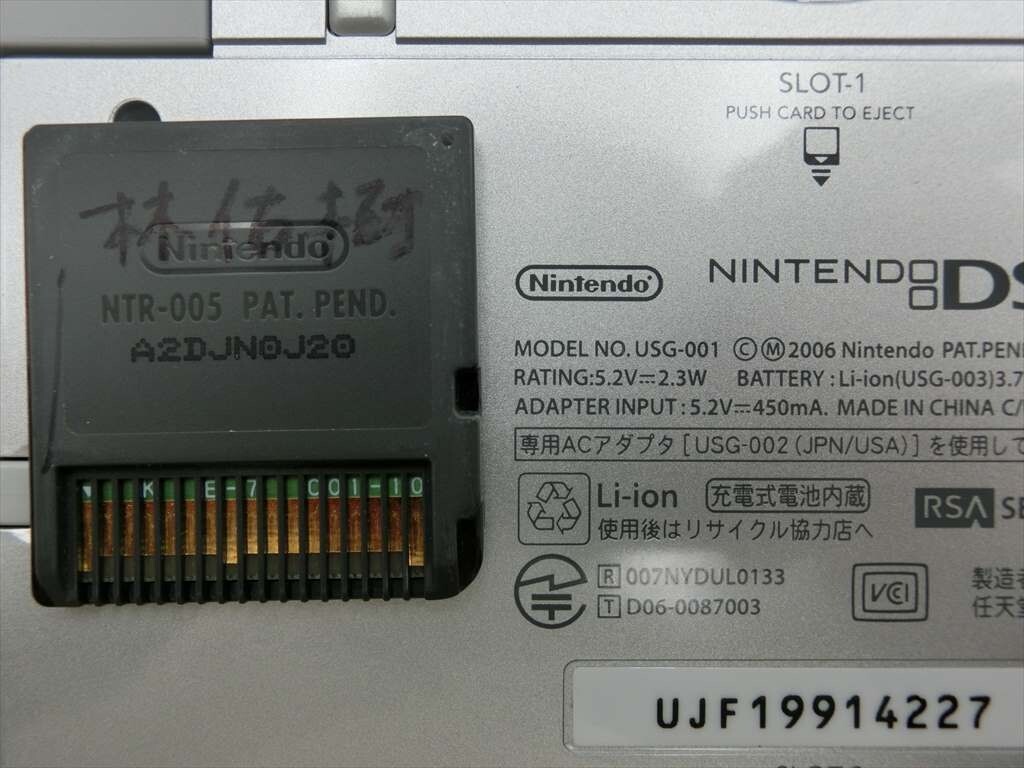 林佑樹
Nintendo
NTR-005 PAT. PEND.
A2DJN0J20
K E-7 001-10
SLOT-1
PUSH CARD TO EJECT
Nintendo
NINTENDO DS
MODEL NO. USG-001 ⒸⓂ2006 Nintendo PAT.PEND
RATING:5.2V⎓2.3W BATTERY : Li-ion(USG-003)3.7
ADAPTER INPUT : 5.2V⎓450mA. MADE IN CHINA C/
専用ACアダプタ [ USG-002 (JPN/USA) ] を使用して
Li-ion 充電式電池内蔵
使用後はリサイクル協力店へ
RSA SE
R 007NYDUL0133
T D06-0087003
VCCI
製造者
任天堂
UJF19914227